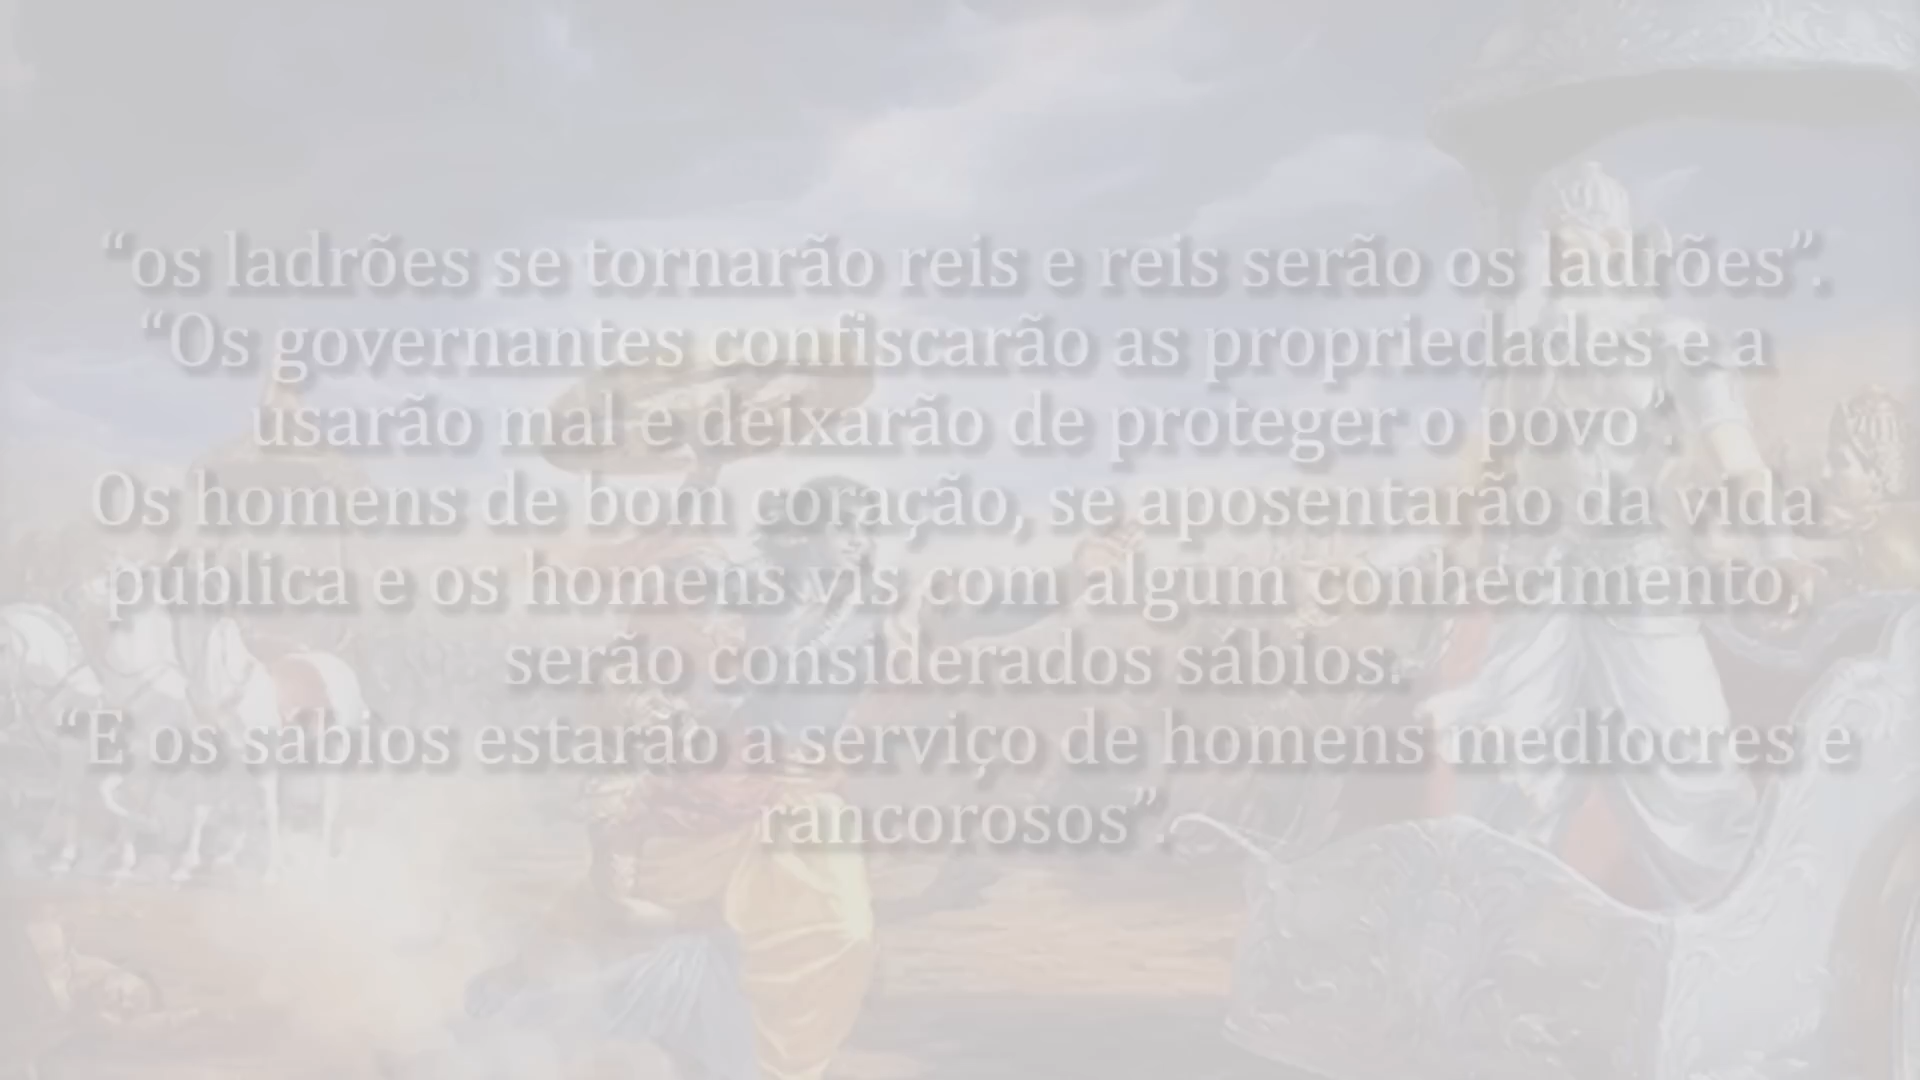 “os ladrões se tornarão reis e reis serão os ladrões”.
“Os governantes confiscarão as propriedades e a
usarão mal e deixarão de proteger o povo”.
Os homens de bom coração, se aposentarão da vida
pública e os homens vis com algum conhecimento,
serão considerados sábios.
“E os sábios estarão a serviço de homens medíocres e
rancorosos”.